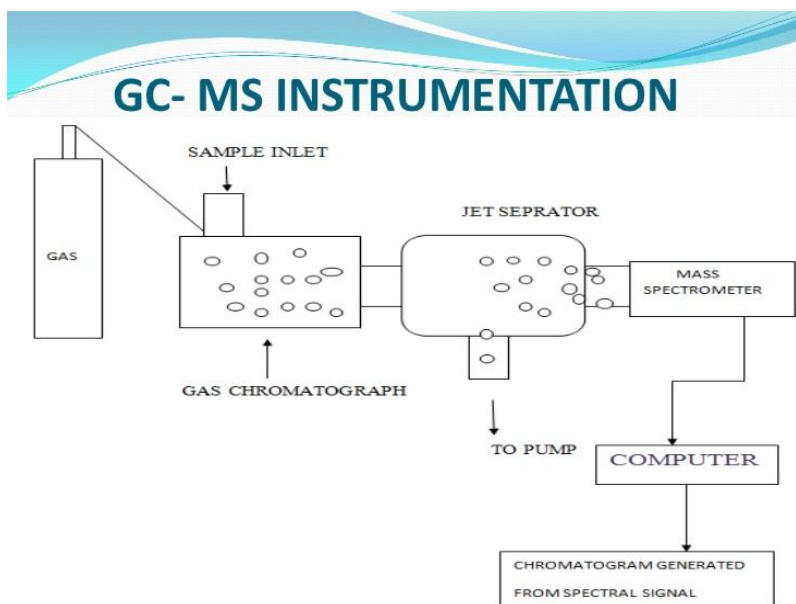 GC- MS INSTRUMENTATION
SAMPLE INLET
JET SEPRATOR
GAS
MASS
SPECTROMETER
GAS CHROMATOGRAPH
TO PUMP
COMPUTER
CHROMATOGRAM GENERATED
FROM SPECTRAL SIGNAL